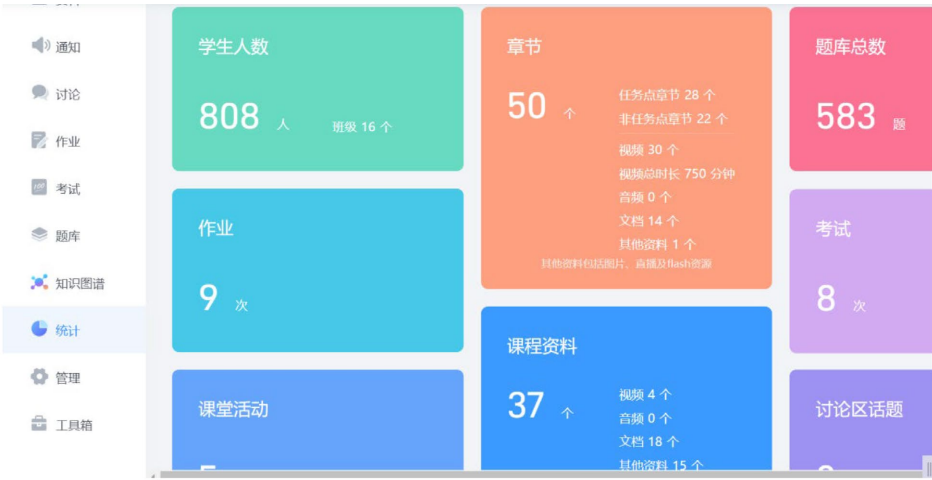 通知
讨论
作业
考试
题库
知识图谱
统计
管理
工具箱
学生人数
808 人 班级 16 个
作业
9 次
课堂活动
章节
50 个
任务点章节 28 个
非任务点章节 22 个
视频 30 个
视频总时长 750 分钟
音频 0 个
文档 14 个
其他资料 1 个
其他资料包括图片、直播及flash资源
课程资料
37 个
视频 4 个
音频 0 个
文档 18 个
其他资料 15 个
题库总数
583 题
考试
8 次
讨论区话题